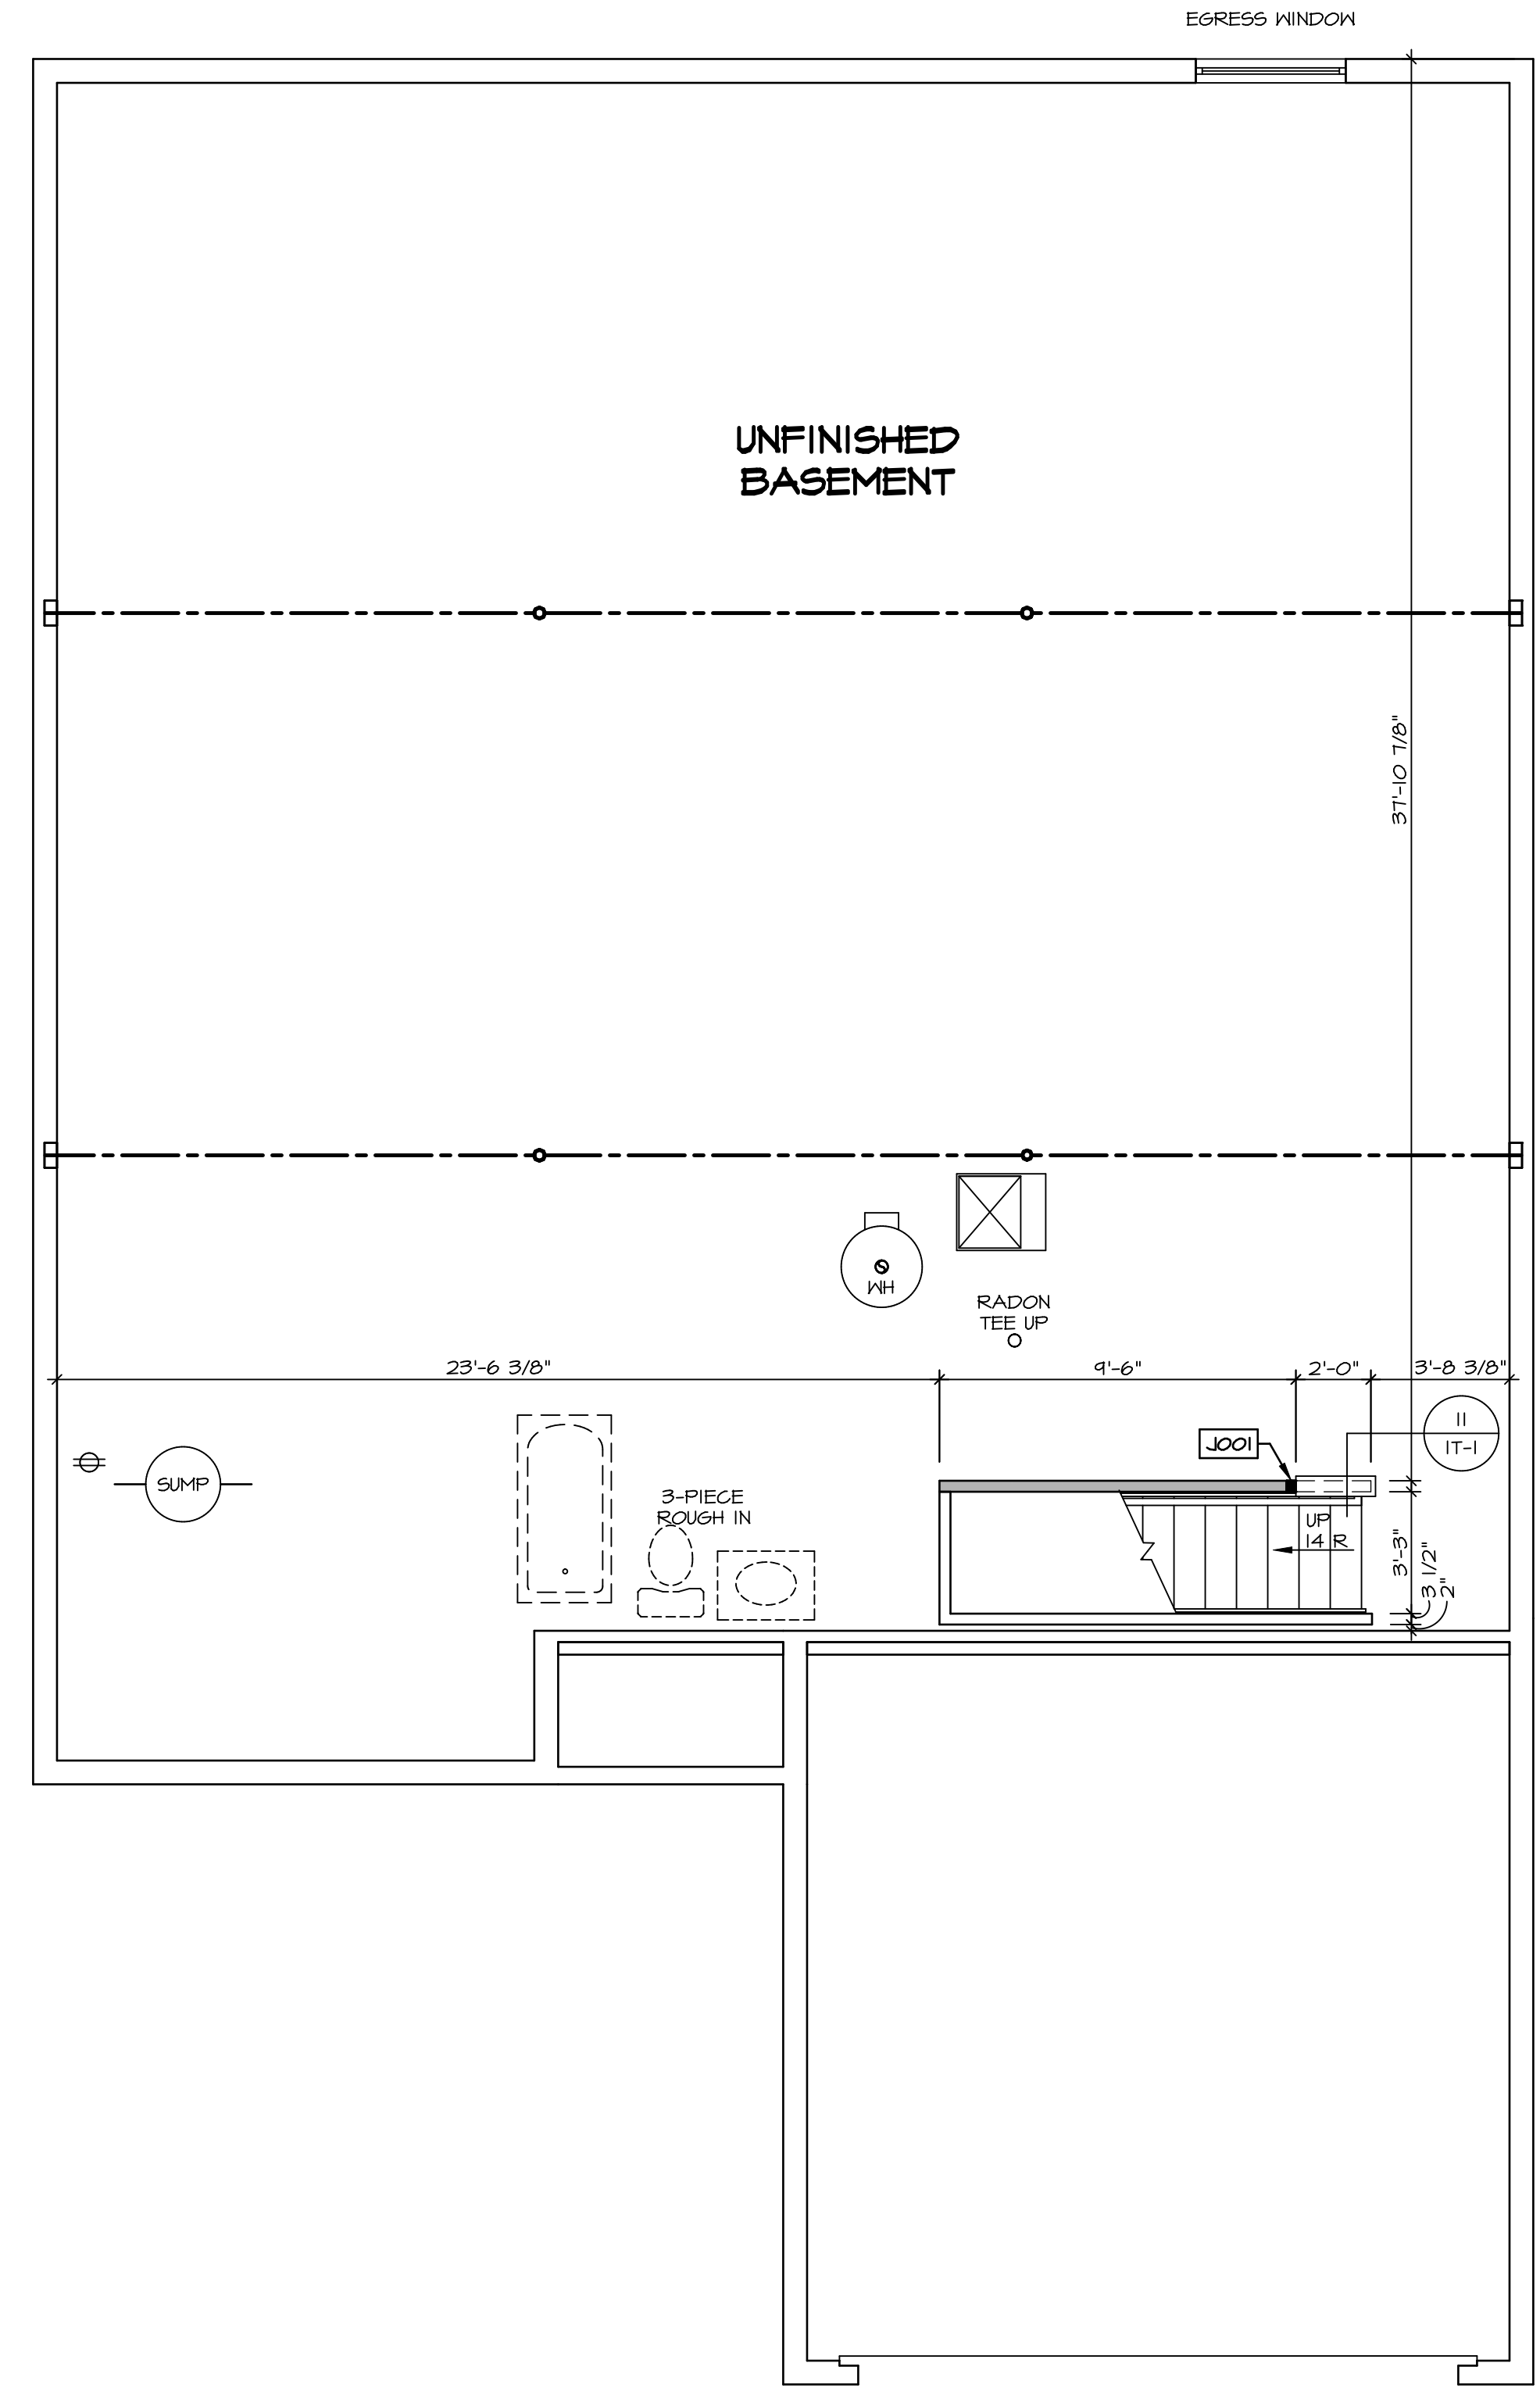 EGRESS WINDOW
UNFINISHED
BASEMENT
37'-10 7/8"
WH
RADON
TEE UP
23'-6 3/8"
9'-6"
2'-0"
3'-8 3/8"
11
1T-1
J001
SUMP
3-PIECE
ROUGH IN
UP
14 R
3'-3"
3 1/2"
2"